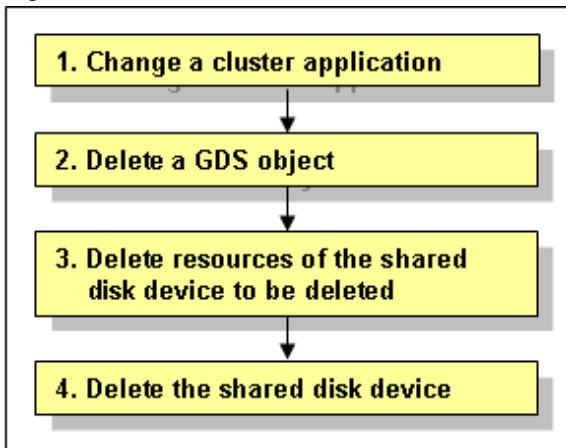 1. Change a cluster application
2. Delete a GDS object
3. Delete resources of the shared
disk device to be deleted
4. Delete the shared disk device